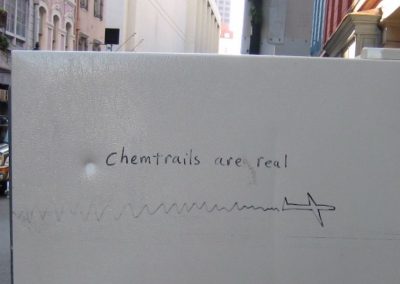 Chemtrails are real